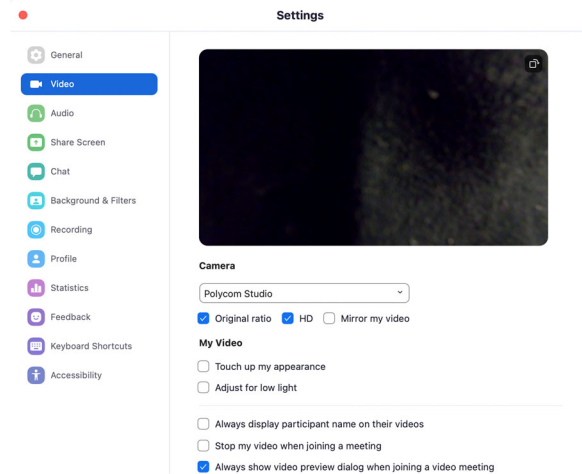 Settings
General
Video
Audio
Share Screen
Chat
Background & Filters
Recording
Profile
Statistics
Feedback
Keyboard Shortcuts
Accessibility
Camera
Polycom Studio
Original ratio HD Mirror my video
My Video
Touch up my appearance
Adjust for low light
Always display participant name on their videos
Stop my video when joining a meeting
Always show video preview dialog when joining a video meeting